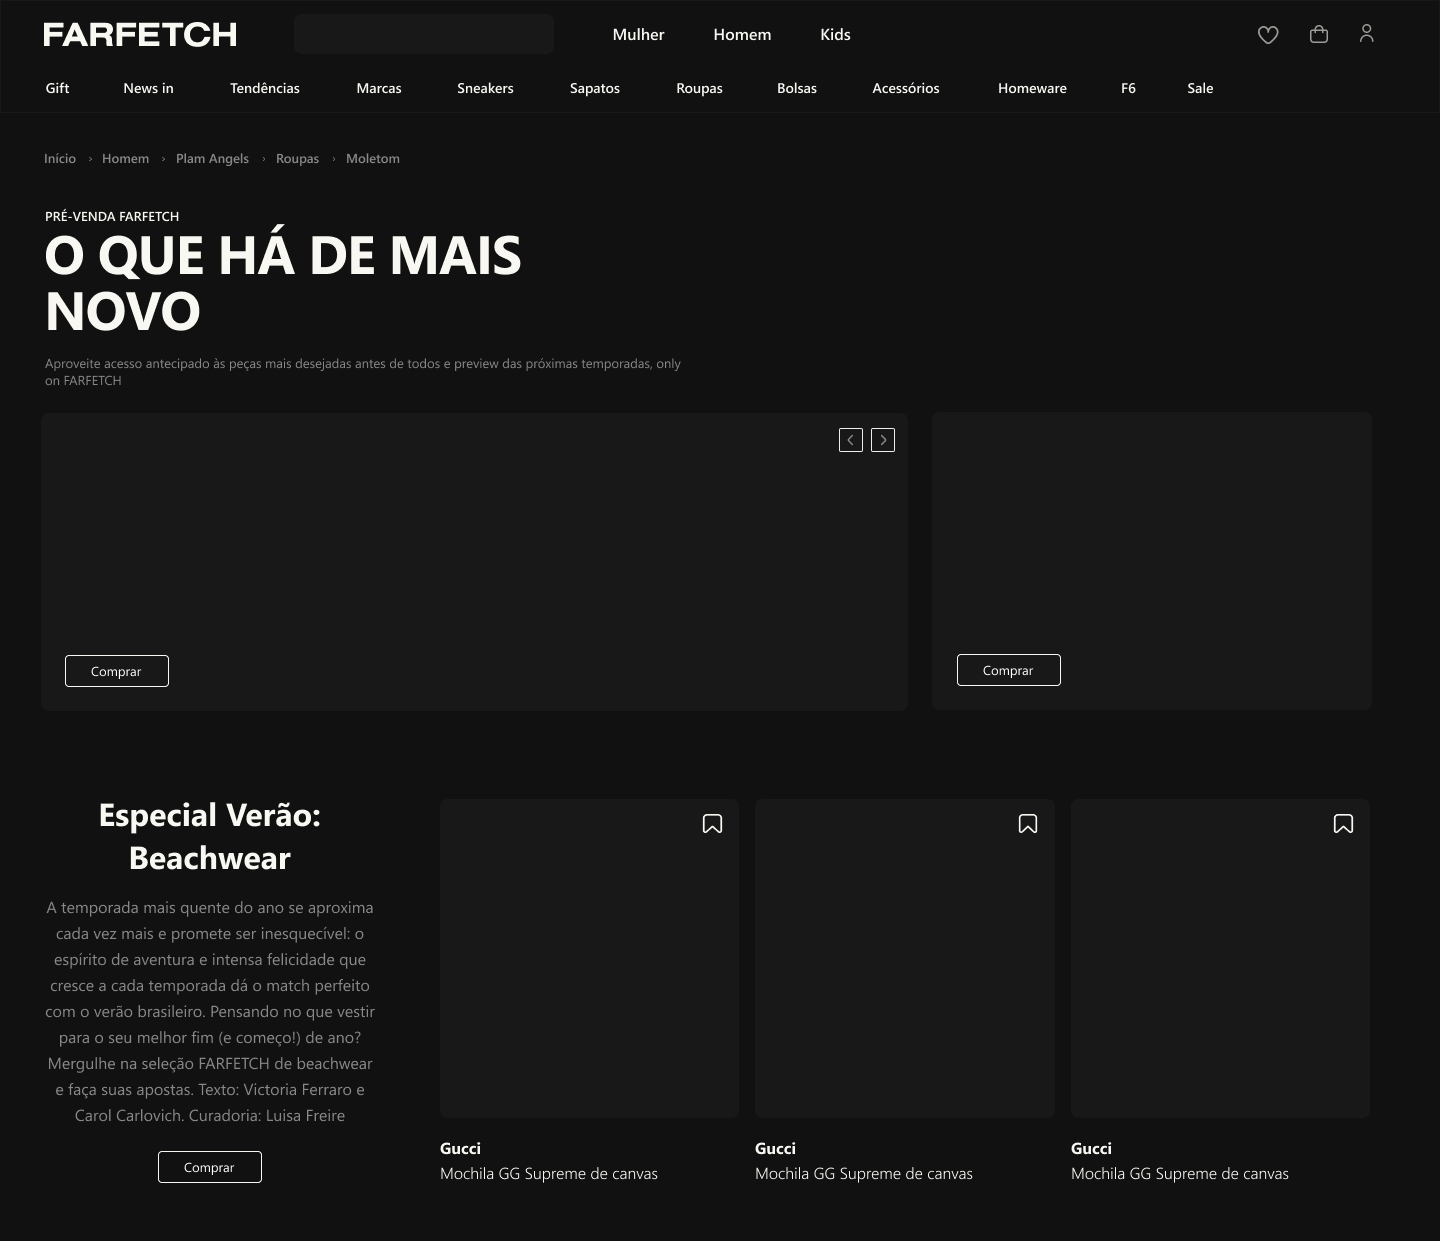 FARFETCH
Mulher Homem Kids
Gift News in Tendências Marcas Sneakers Sapatos Roupas Bolsas Acessórios Homeware F6 Sale
Início › Homem › Plam Angels › Roupas › Moletom
PRÉ-VENDA FARFETCH
O QUE HÁ DE MAIS
NOVO
Aproveite acesso antecipado às peças mais desejadas antes de todos e preview das próximas temporadas, only
on FARFETCH
Comprar
Comprar
Especial Verão:
Beachwear
A temporada mais quente do ano se aproxima
cada vez mais e promete ser inesquecível: o
espírito de aventura e intensa felicidade que
cresce a cada temporada dá o match perfeito
com o verão brasileiro. Pensando no que vestir
para o seu melhor fim (e começo!) de ano?
Mergulhe na seleção FARFETCH de beachwear
e faça suas apostas. Texto: Victoria Ferraro e
Carol Carlovich. Curadoria: Luisa Freire
Comprar
Gucci
Mochila GG Supreme de canvas
Gucci
Mochila GG Supreme de canvas
Gucci
Mochila GG Supreme de canvas